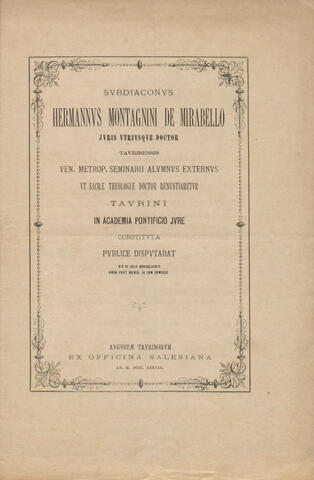 SVBDIACONVS
HERMANNVS MONTAGNINI DE MIRABELLO
JVRIS VTRIVSQVE DOCTOR
TAVRINENSIS
VEN. METROP. SEMINARII ALVMNVS EXTERNVS
VT SACRÆ THEOLOGIÆ DOCTOR RENVNTIARETVR
TAVRINI
IN ACADEMIA PONTIFICIO JVRE
CONSTITVTA
PVBLICE DISPVTABAT
AVGVSTÆ TAVRINORVM
EX OFFICINA SALESIANA